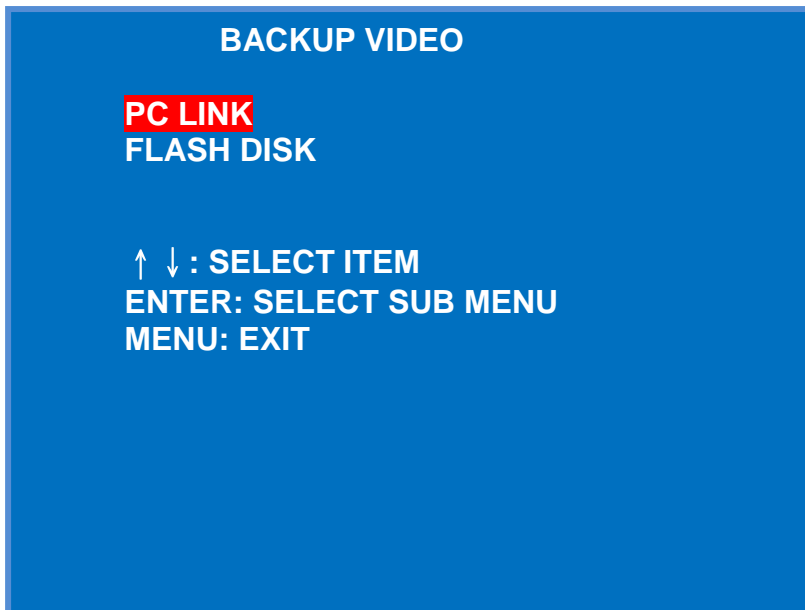 BACKUP VIDEO
PC LINK
FLASH DISK
↑ ↓ : SELECT ITEM
ENTER: SELECT SUB MENU
MENU: EXIT